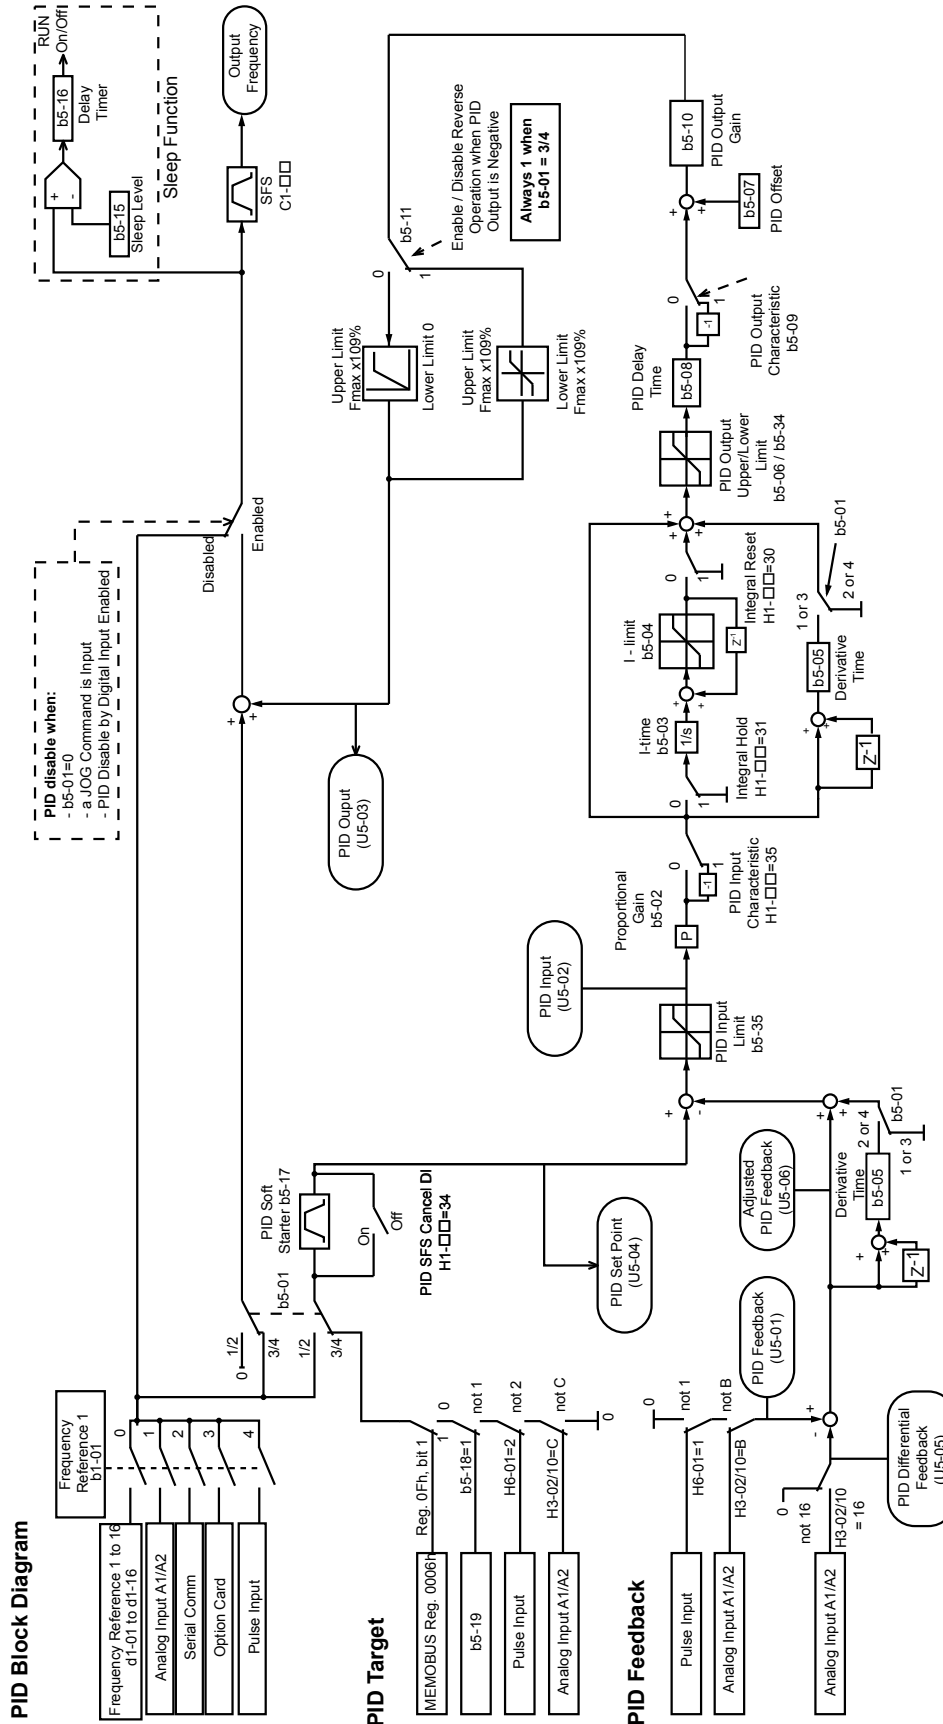 PID Block Diagram
Frequency
Reference 1
b1-01
Frequency Reference 1 to 16
d1-01 to d1-16
Analog Input A1/A2
Serial Comm
Option Card
Pulse Input
0
1
2
3
4
PID disable when:
- b5-01=0
- a JOG Command is Input
- PID Disable by Digital Input Enabled
Disabled
Enabled
RUN
On/Off
b5-16
Delay
Timer
+
-
b5-15
Sleep Level
Sleep Function
SFS
C1-□□
Output
Frequency
0
1/2
3/4
b5-01
1/2
3/4
PID Soft
Starter b5-17
On
Off
PID SFS Cancel DI
H1-□□=34
+
+
PID Ouput
(U5-03)
Upper Limit
Fmax x109%
Lower Limit 0
Upper Limit
Fmax x109%
Lower Limit
Fmax x109%
0
1
b5-11
Enable / Disable Reverse
Operation when PID
Output is Negative
Always 1 when
b5-01 = 3/4
PID Target
MEMOBUS Reg. 0006h
b5-19
Pulse Input
Analog Input A1/A2
Reg. 0Fh, bit 1
0
1
b5-18=1
not 1
H6-01=2
not 2
H3-02/10=C
not C
0
PID Set Point
(U5-04)
+
-
PID Input
Limit
b5-35
PID Input
(U5-02)
Proportional
Gain
b5-02
P
-1
0
1
PID Input
Characteristic
H1-□□=35
0
1
Integral Hold
H1-□□=31
I-time
b5-03
1/s
+
+
I - limit
b5-04
Z-1
0
1
Integral Reset
H1-□□=30
+
+
+
PID Output
Upper/Lower
Limit
b5-06 / b5-34
PID Delay
Time
b5-08
-1
0
1
PID Output
Characteristic
b5-09
+
+
b5-07
PID Offset
b5-10
PID Output
Gain
Z-1
+
+
b5-05
Derivative
Time
1 or 3
2 or 4
b5-01
PID Feedback
Pulse Input
Analog Input A1/A2
Analog Input A1/A2
H6-01=1
not 1
0
H3-02/10=B
not B
0
not 16
H3-02/10
= 16
PID Feedback
(U5-01)
+
-
PID Differential
Feedback
(U5-05)
Adjusted
PID Feedback
(U5-06)
Z-1
+
+
Derivative
Time
b5-05
2 or 4
1 or 3
b5-01
+
+